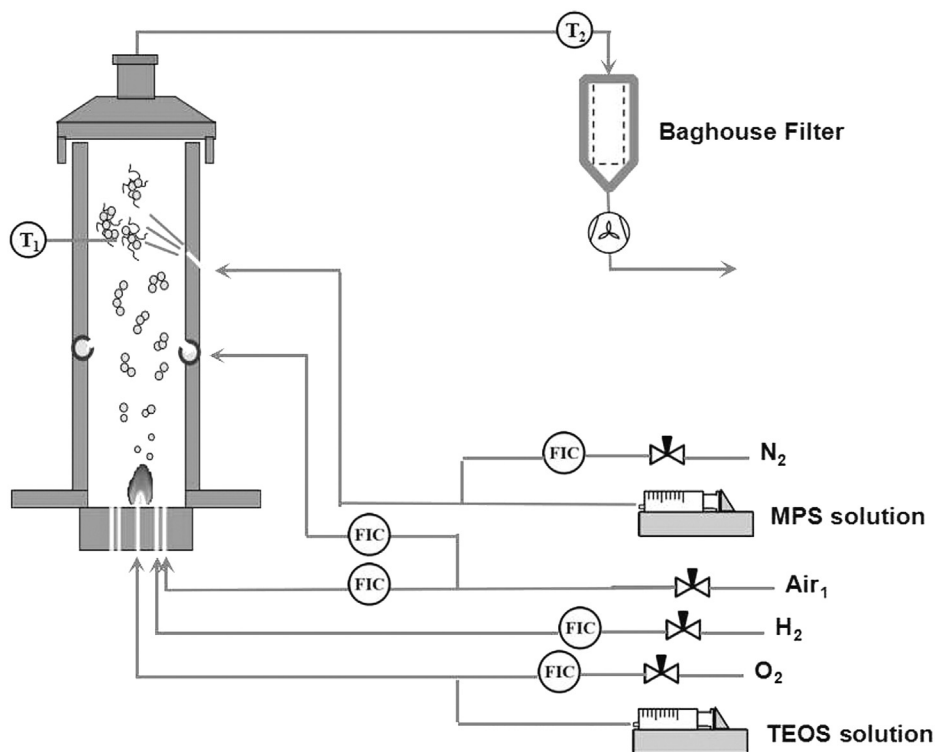 T₂
Baghouse Filter
T₁
FIC
N₂
MPS solution
FIC
FIC
Air₁
FIC
H₂
FIC
O₂
TEOS solution